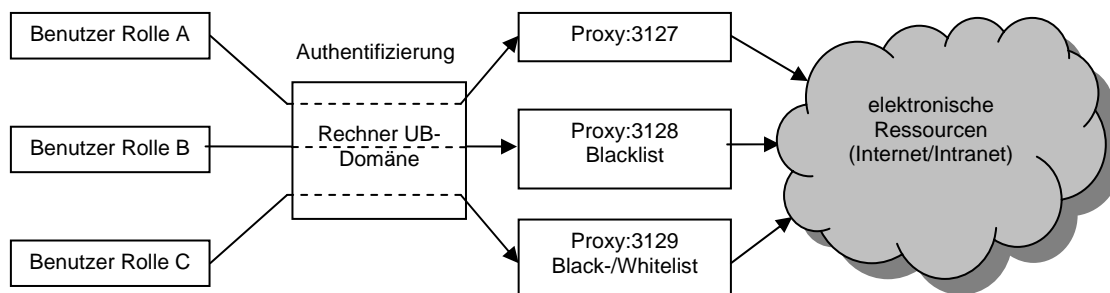 Benutzer Rolle A
Benutzer Rolle B
Benutzer Rolle C
Authentifizierung
Rechner UB-
Domäne
Proxy:3127
Proxy:3128
Blacklist
Proxy:3129
Black-/Whitelist
elektronische
Ressourcen
(Internet/Intranet)